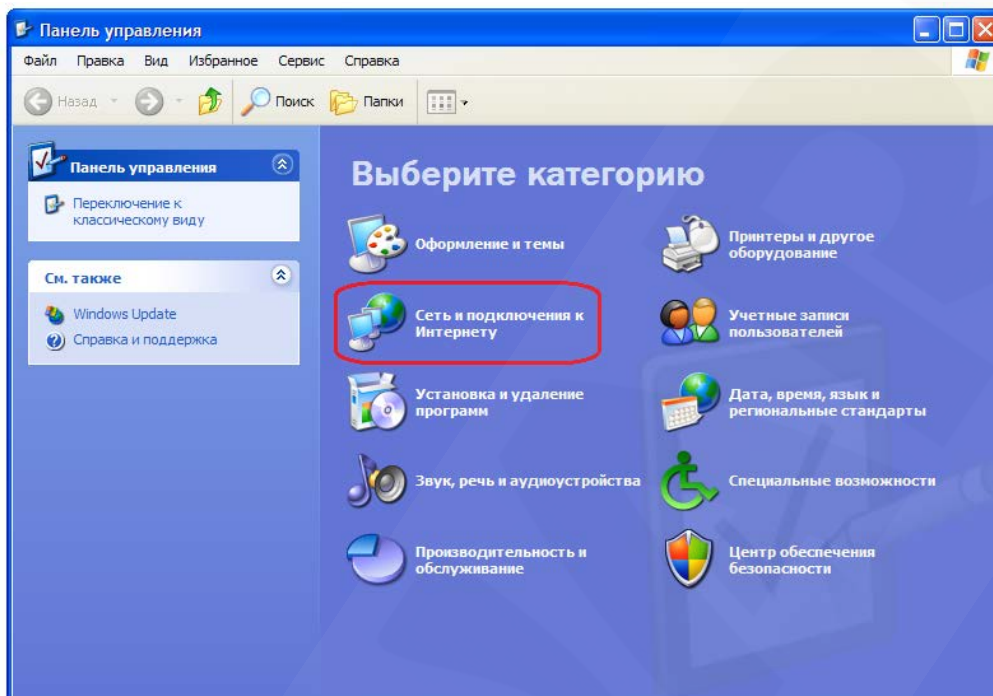 Панель управления
Файл Правка Вид Избранное Сервис Справка
Назад Поиск Папки
Панель управления
Переключение к
классическому виду
См. также
Windows Update
Справка и поддержка
Выберите категорию
Оформление и темы
Принтеры и другое
оборудование
Сеть и подключения к
Интернету
Учетные записи
пользователей
Установка и удаление
программ
Дата, время, язык и
региональные стандарты
Звук, речь и аудиоустройства
Специальные возможности
Производительность и
обслуживание
Центр обеспечения
безопасности